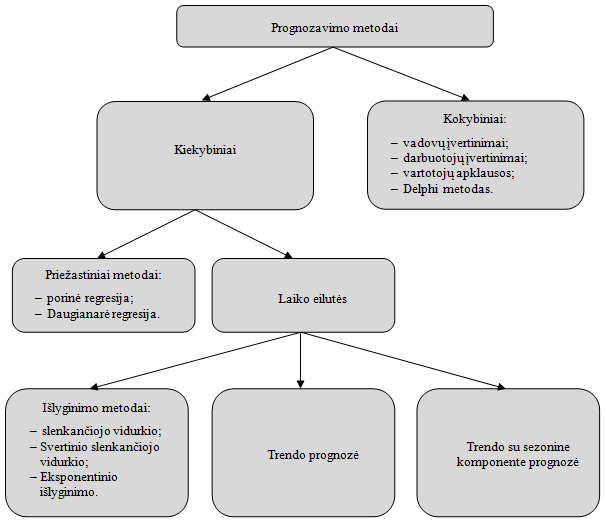 Prognozavimo metodai
Kiekybiniai
Kokybiniai:
– vadovų įvertinimai;
– darbuotojų įvertinimai;
– vartotojų apklausos;
– Delphi metodas.
Priežastiniai metodai:
– porinė regresija;
– Daugianarė regresija.
Laiko eilutės
Išlyginimo metodai:
– slenkančiojo vidurkio;
– Svertinio slenkančiojo
vidurkio;
– Eksponentinio
išlyginimo.
Trendo prognozė
Trendo su sezonine
komponente prognozė